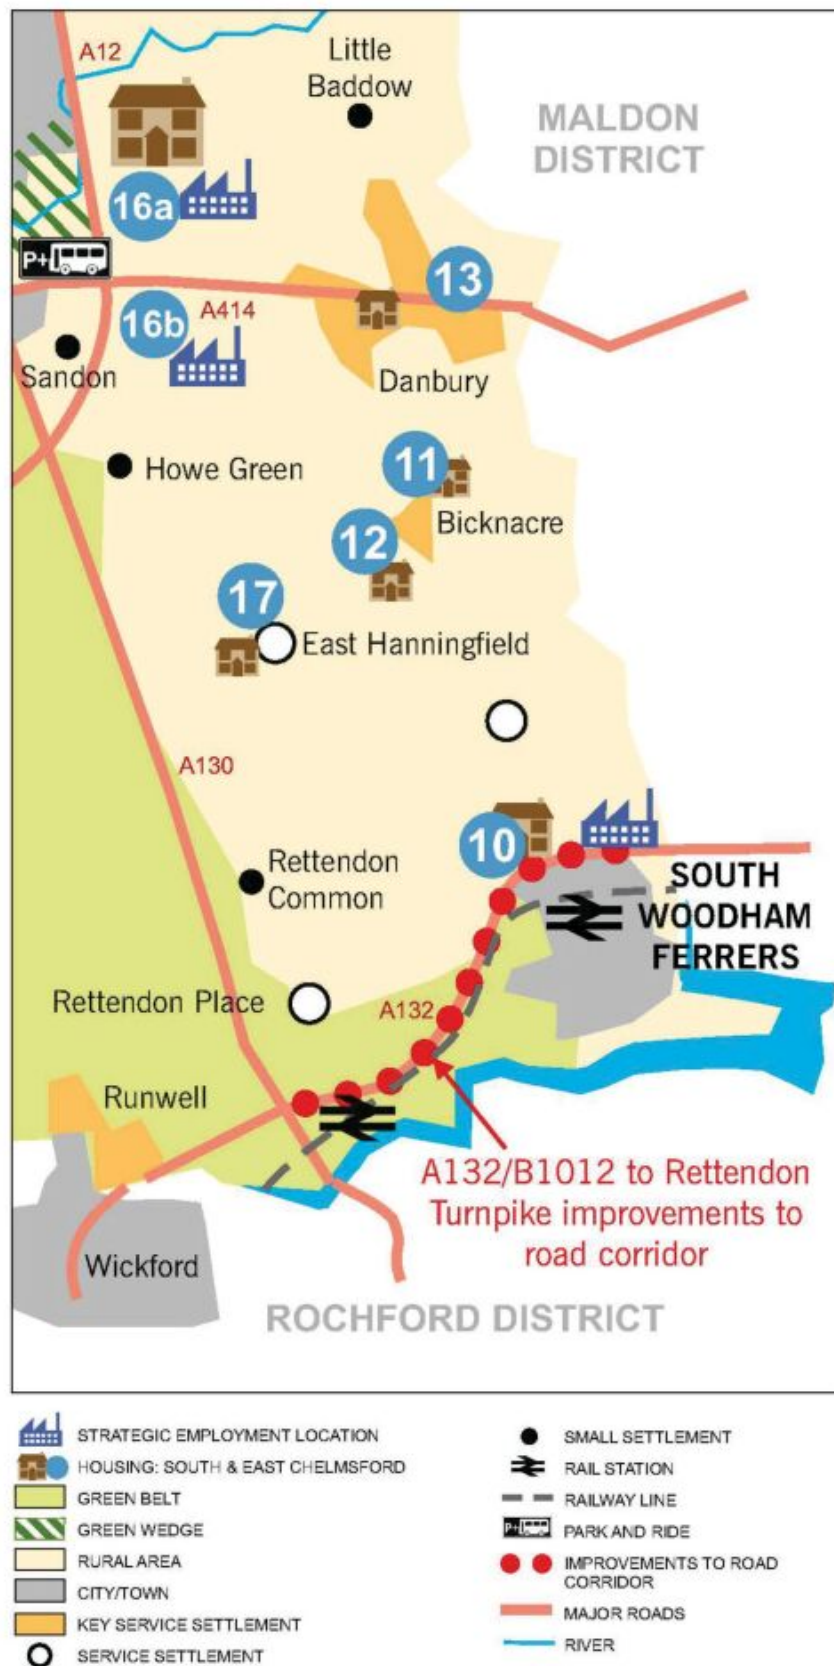 A12
Little
Baddow
MALDON
DISTRICT
16a
P+
13
16b
A414
Sandon
Danbury
Howe Green
11
Bicknacre
12
17
East Hanningfield
A130
10
Rettendon
Common
SOUTH
WOODHAM
FERRERS
Rettendon Place
A132
Runwell
A132/B1012 to Rettendon
Turnpike improvements to
road corridor
Wickford
ROCHFORD DISTRICT
STRATEGIC EMPLOYMENT LOCATION
HOUSING: SOUTH & EAST CHELMSFORD
GREEN BELT
GREEN WEDGE
RURAL AREA
CITY/TOWN
KEY SERVICE SETTLEMENT
SERVICE SETTLEMENT
SMALL SETTLEMENT
RAIL STATION
RAILWAY LINE
P+
PARK AND RIDE
IMPROVEMENTS TO ROAD
CORRIDOR
MAJOR ROADS
RIVER